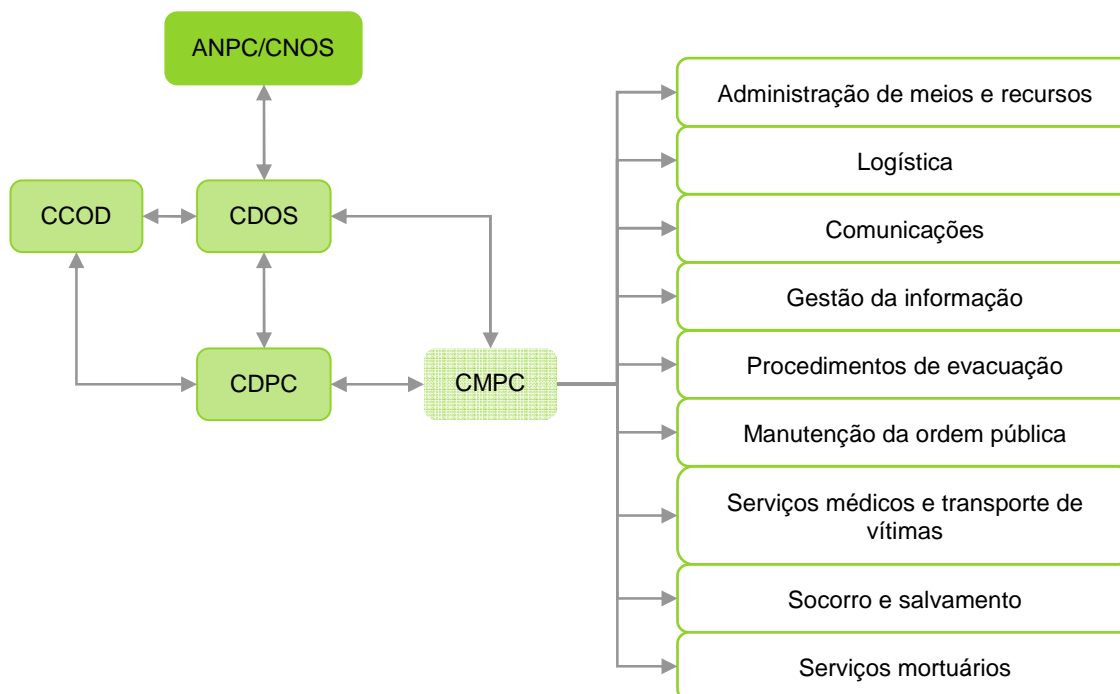 ANPC/CNOS
CCOD
CDOS
CDPC
CMPC
Administração de meios e recursos
Logística
Comunicações
Gestão da informação
Procedimentos de evacuação
Manutenção da ordem pública
Serviços médicos e transporte de
vítimas
Socorro e salvamento
Serviços mortuários